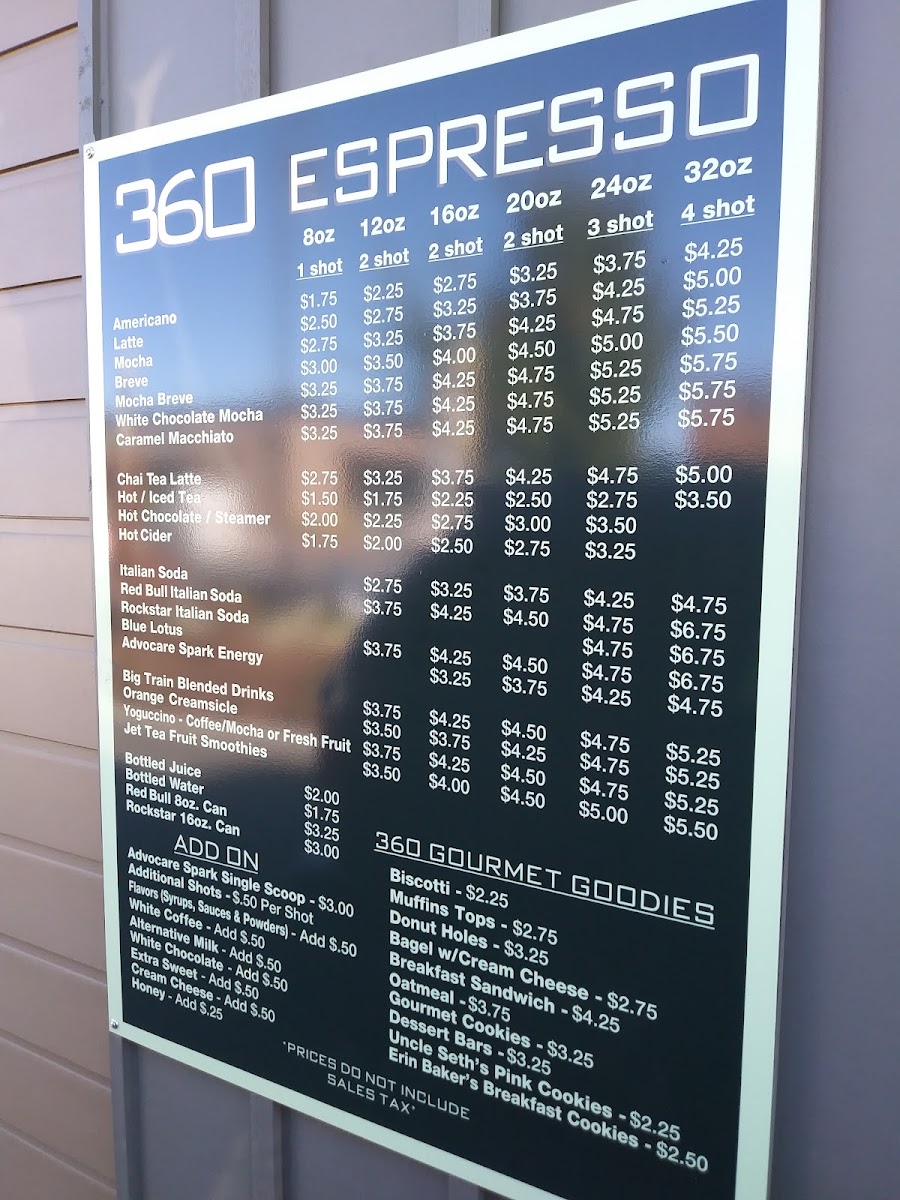 360 ESPRESSO
8oz 12oz 16oz 20oz 24oz 32oz
1 shot 2 shot 2 shot 2 shot 3 shot 4 shot
Americano $1.75 $2.25 $2.75 $3.25 $3.75 $4.25
Latte $2.50 $2.75 $3.25 $3.75 $4.25 $5.00
Mocha $2.75 $3.25 $3.75 $4.25 $4.75 $5.25
Breve $3.00 $3.50 $4.00 $4.50 $5.00 $5.50
Mocha Breve $3.25 $3.75 $4.25 $4.75 $5.25 $5.75
White Chocolate Mocha $3.25 $3.75 $4.25 $4.75 $5.25 $5.75
Caramel Macchiato $3.25 $3.75 $4.25 $4.75 $5.25 $5.75
Chai Tea Latte $2.75 $3.25 $3.75 $4.25 $4.75 $5.00
Hot / Iced Tea $1.50 $1.75 $2.25 $2.50 $2.75 $3.50
Hot Chocolate / Steamer $2.00 $2.25 $2.75 $3.00 $3.50
Hot Cider $1.75 $2.00 $2.50 $2.75 $3.25
Italian Soda $2.75 $3.25 $3.75 $4.25 $4.75
Red Bull Italian Soda $3.75 $4.25 $4.50 $4.75 $6.75
Rockstar Italian Soda $4.75 $6.75
Blue Lotus $3.75 $4.25 $4.50 $4.75 $6.75
Advocare Spark Energy $3.25 $3.75 $4.25 $4.75
Big Train Blended Drinks $3.75 $4.25 $4.50 $4.75 $5.25
Orange Creamsicle $3.50 $3.75 $4.25 $4.75 $5.25
Yoguccino - Coffee/Mocha or Fresh Fruit $3.75 $4.25 $4.50 $4.75 $5.25
Jet Tea Fruit Smoothies $3.50 $4.00 $4.50 $5.00 $5.50
Bottled Juice $2.00
Bottled Water $1.75
Red Bull 8oz. Can $3.25
Rockstar 16oz. Can $3.00
ADD ON
Advocare Spark Single Scoop - $3.00
Additional Shots - $.50 Per Shot
Flavors (Syrups, Sauces & Powders) - Add $.50
White Coffee - Add $.50
Alternative Milk - Add $.50
White Chocolate - Add $.50
Extra Sweet - Add $.50
Cream Cheese - Add $.50
Honey - Add $.25
360 GOURMET GOODIES
Biscotti - $2.25
Muffins Tops - $2.75
Donut Holes - $3.25
Bagel w/Cream Cheese - $2.75
Breakfast Sandwich - $4.25
Oatmeal - $3.75
Gourmet Cookies - $3.25
Dessert Bars - $3.25
Uncle Seth's Pink Cookies - $2.25
Erin Baker's Breakfast Cookies - $2.50
*PRICES DO NOT INCLUDE
SALES TAX*